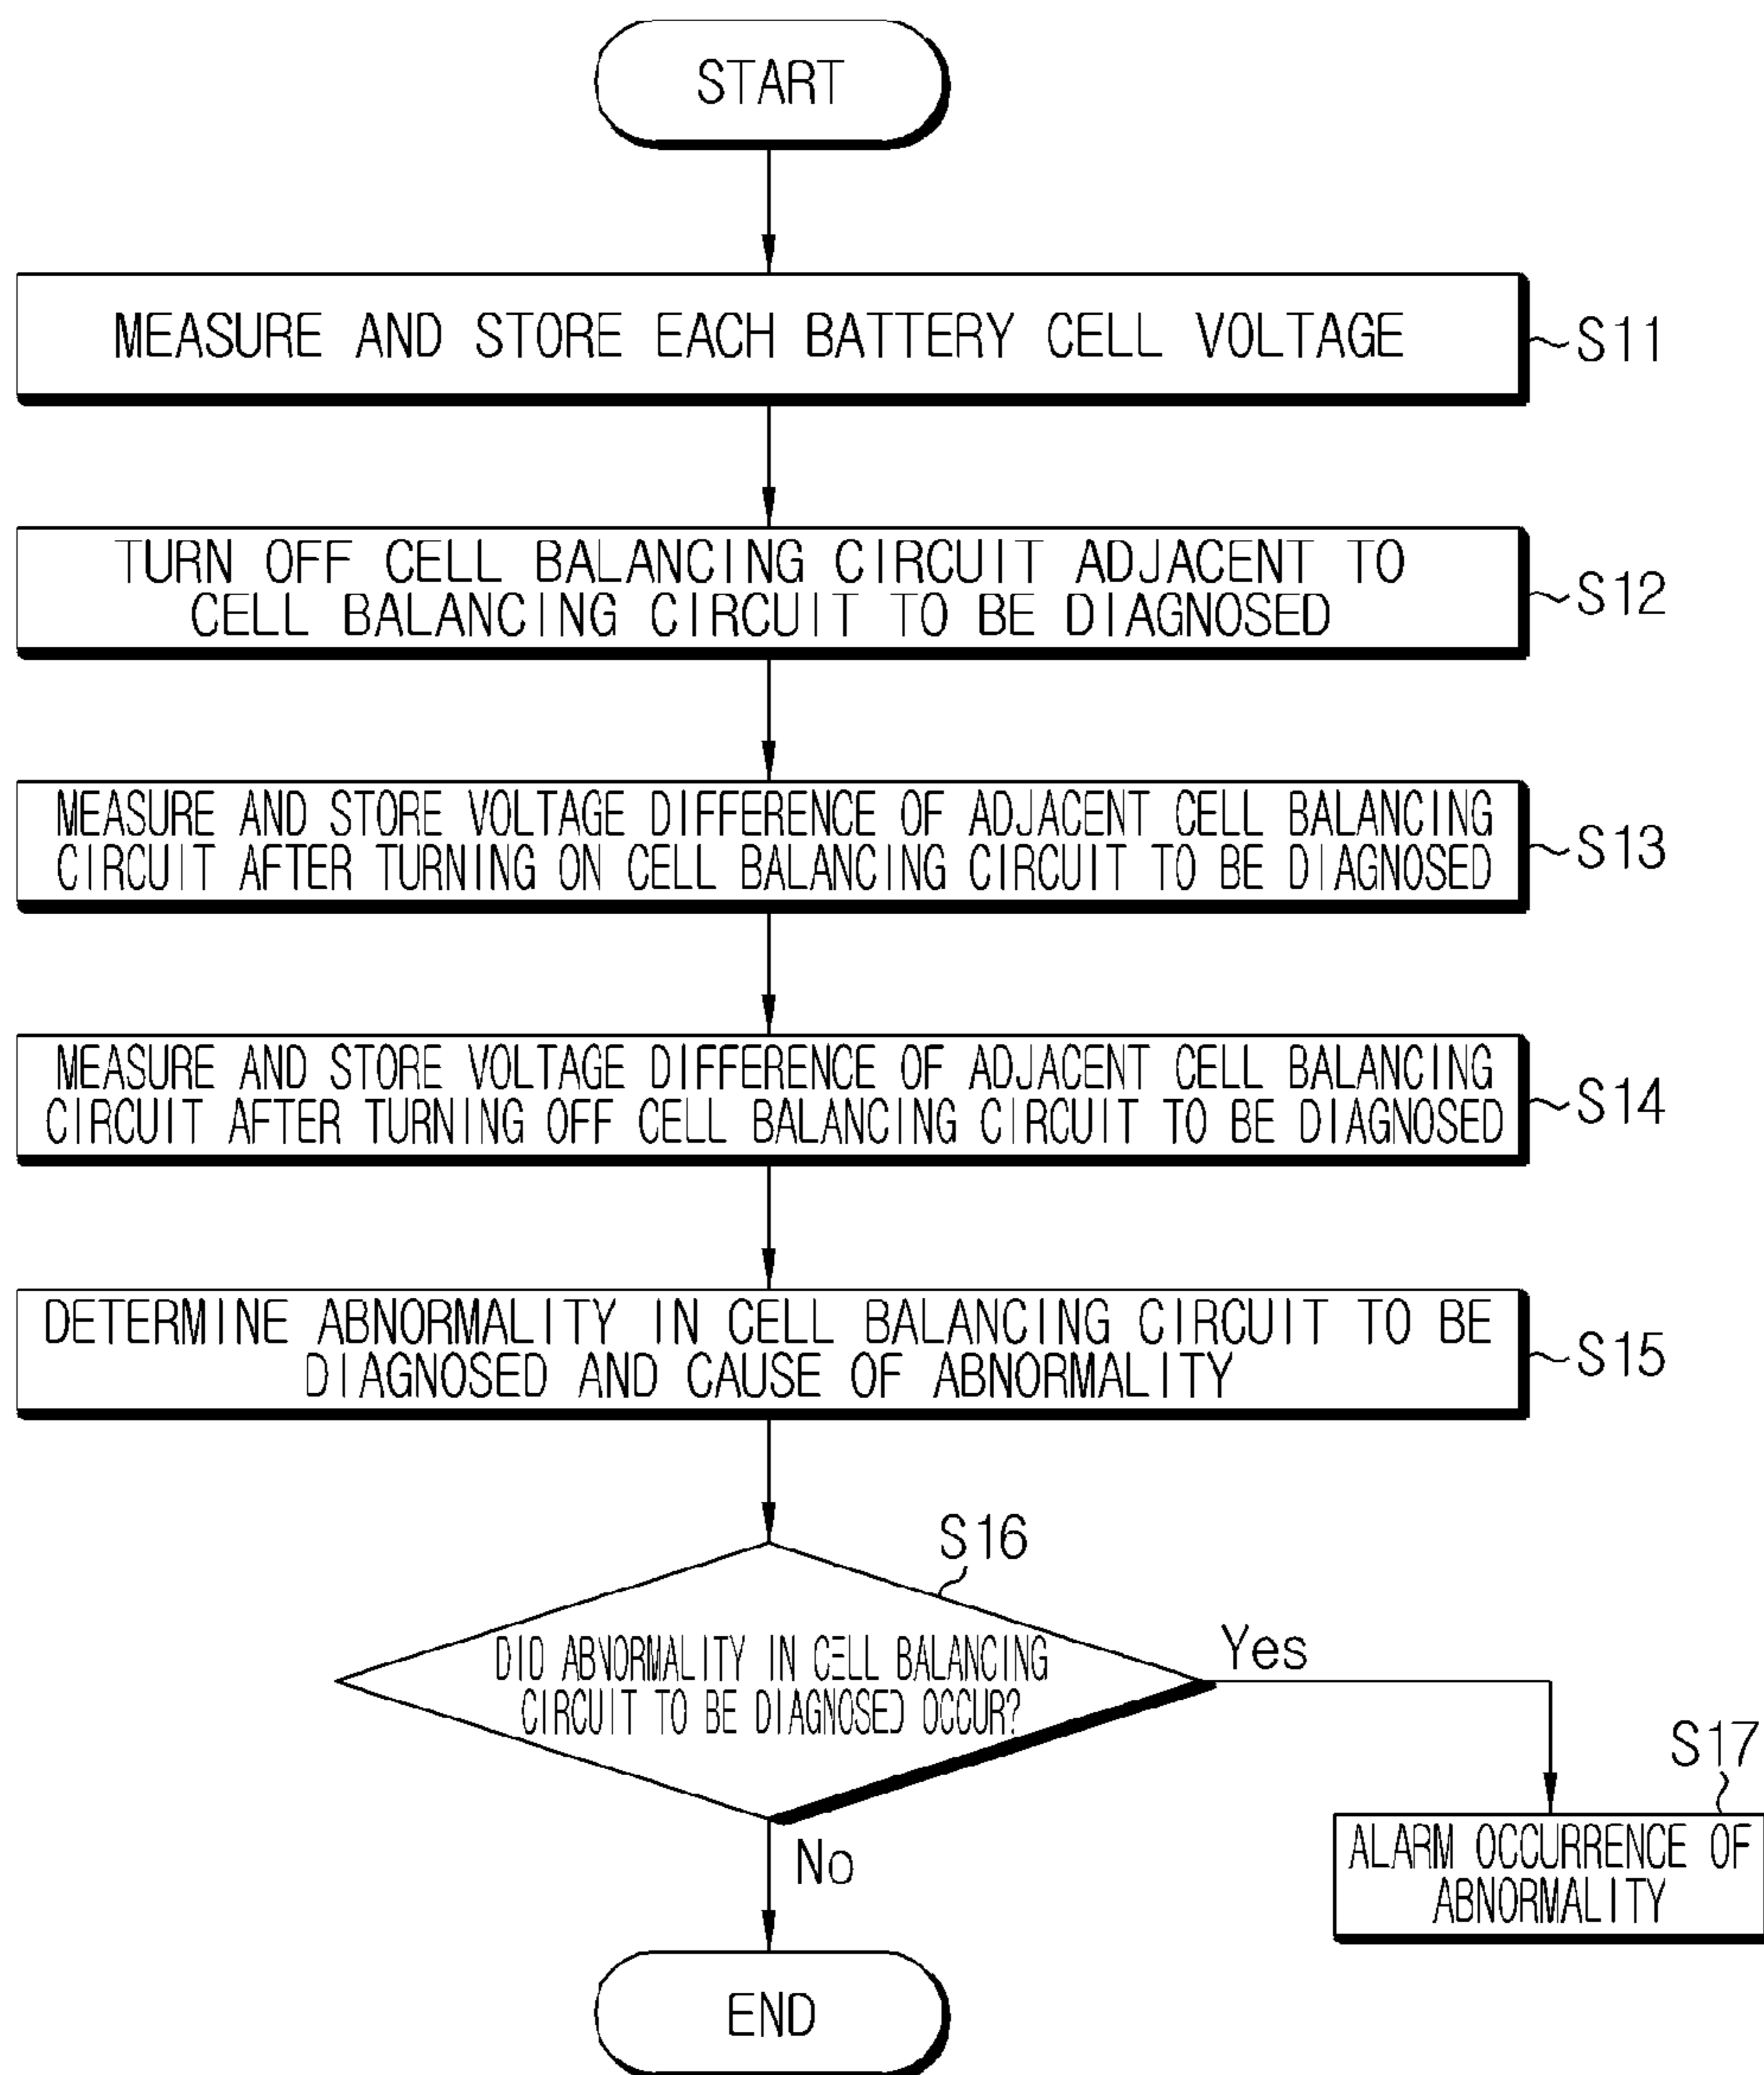 START
MEASURE AND STORE EACH BATTERY CELL VOLTAGE
S11
TURN OFF CELL BALANCING CIRCUIT ADJACENT TO
CELL BALANCING CIRCUIT TO BE DIAGNOSED
S12
MEASURE AND STORE VOLTAGE DIFFERENCE OF ADJACENT CELL BALANCING
CIRCUIT AFTER TURNING ON CELL BALANCING CIRCUIT TO BE DIAGNOSED
S13
MEASURE AND STORE VOLTAGE DIFFERENCE OF ADJACENT CELL BALANCING
CIRCUIT AFTER TURNING OFF CELL BALANCING CIRCUIT TO BE DIAGNOSED
S14
DETERMINE ABNORMALITY IN CELL BALANCING CIRCUIT TO BE
DIAGNOSED AND CAUSE OF ABNORMALITY
S15
S16
DID ABNORMALITY IN CELL BALANCING
CIRCUIT TO BE DIAGNOSED OCCUR?
Yes
S17
ALARM OCCURRENCE OF
ABNORMALITY
No
END